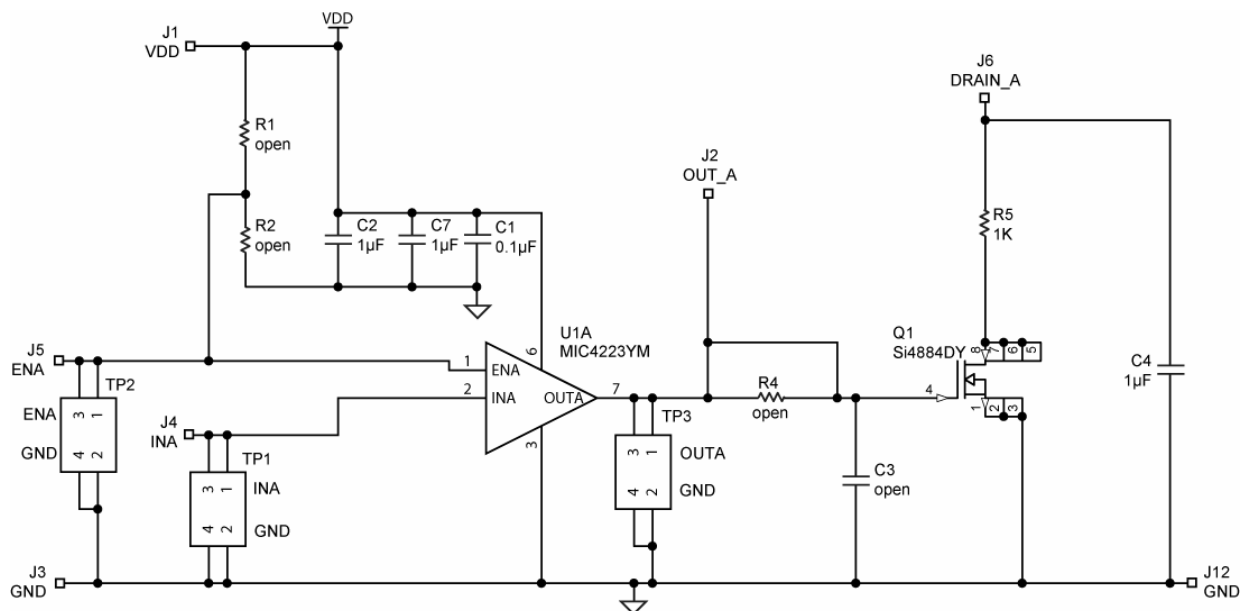 VDD
J1
VDD
J6
DRAIN_A
R1
open
J2
OUT_A
R2
open
C2
1µF
C7
1µF
C1
0.1µF
R5
1K
U1A
MIC4223YM
Q1
Si4884DY
8 7 6 5
J5
ENA
TP2
1
ENA
6
2
INA
OUTA
7
R4
open
4
C4
1µF
ENA
3 1
J4
INA
TP3
1 2 3
GND
4 2
TP1
3
3 1
OUTA
3 1
INA
4 2
GND
C3
open
4 2
GND
J3
GND
J12
GND